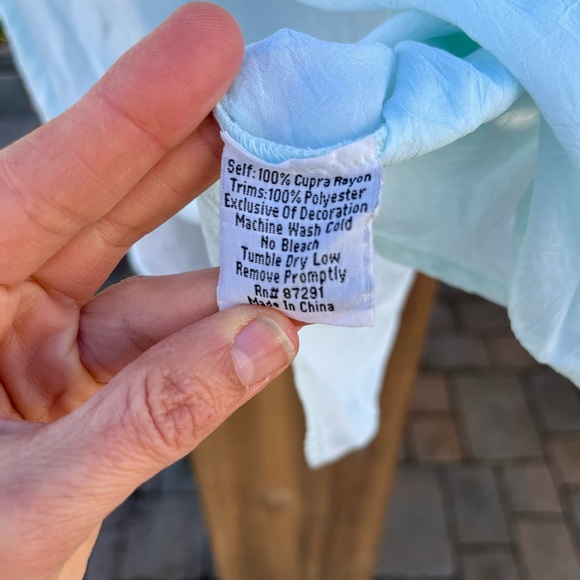 Self:100% Cupra Rayon
Trims:100% Polyester
Exclusive Of Decoration
Machine Wash Cold
No Bleach
Tumble Dry Low
Remove Promptly
Rn# 87291
Made In China